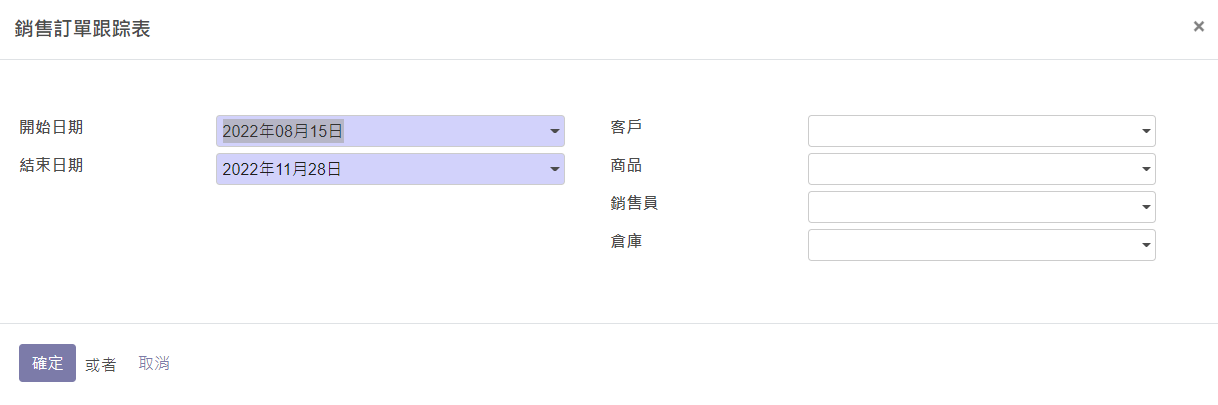 銷售訂單跟踪表
×
開始日期
2022年08月15日
結束日期
2022年11月28日
客戶
商品
銷售員
倉庫
確定 或者 取消